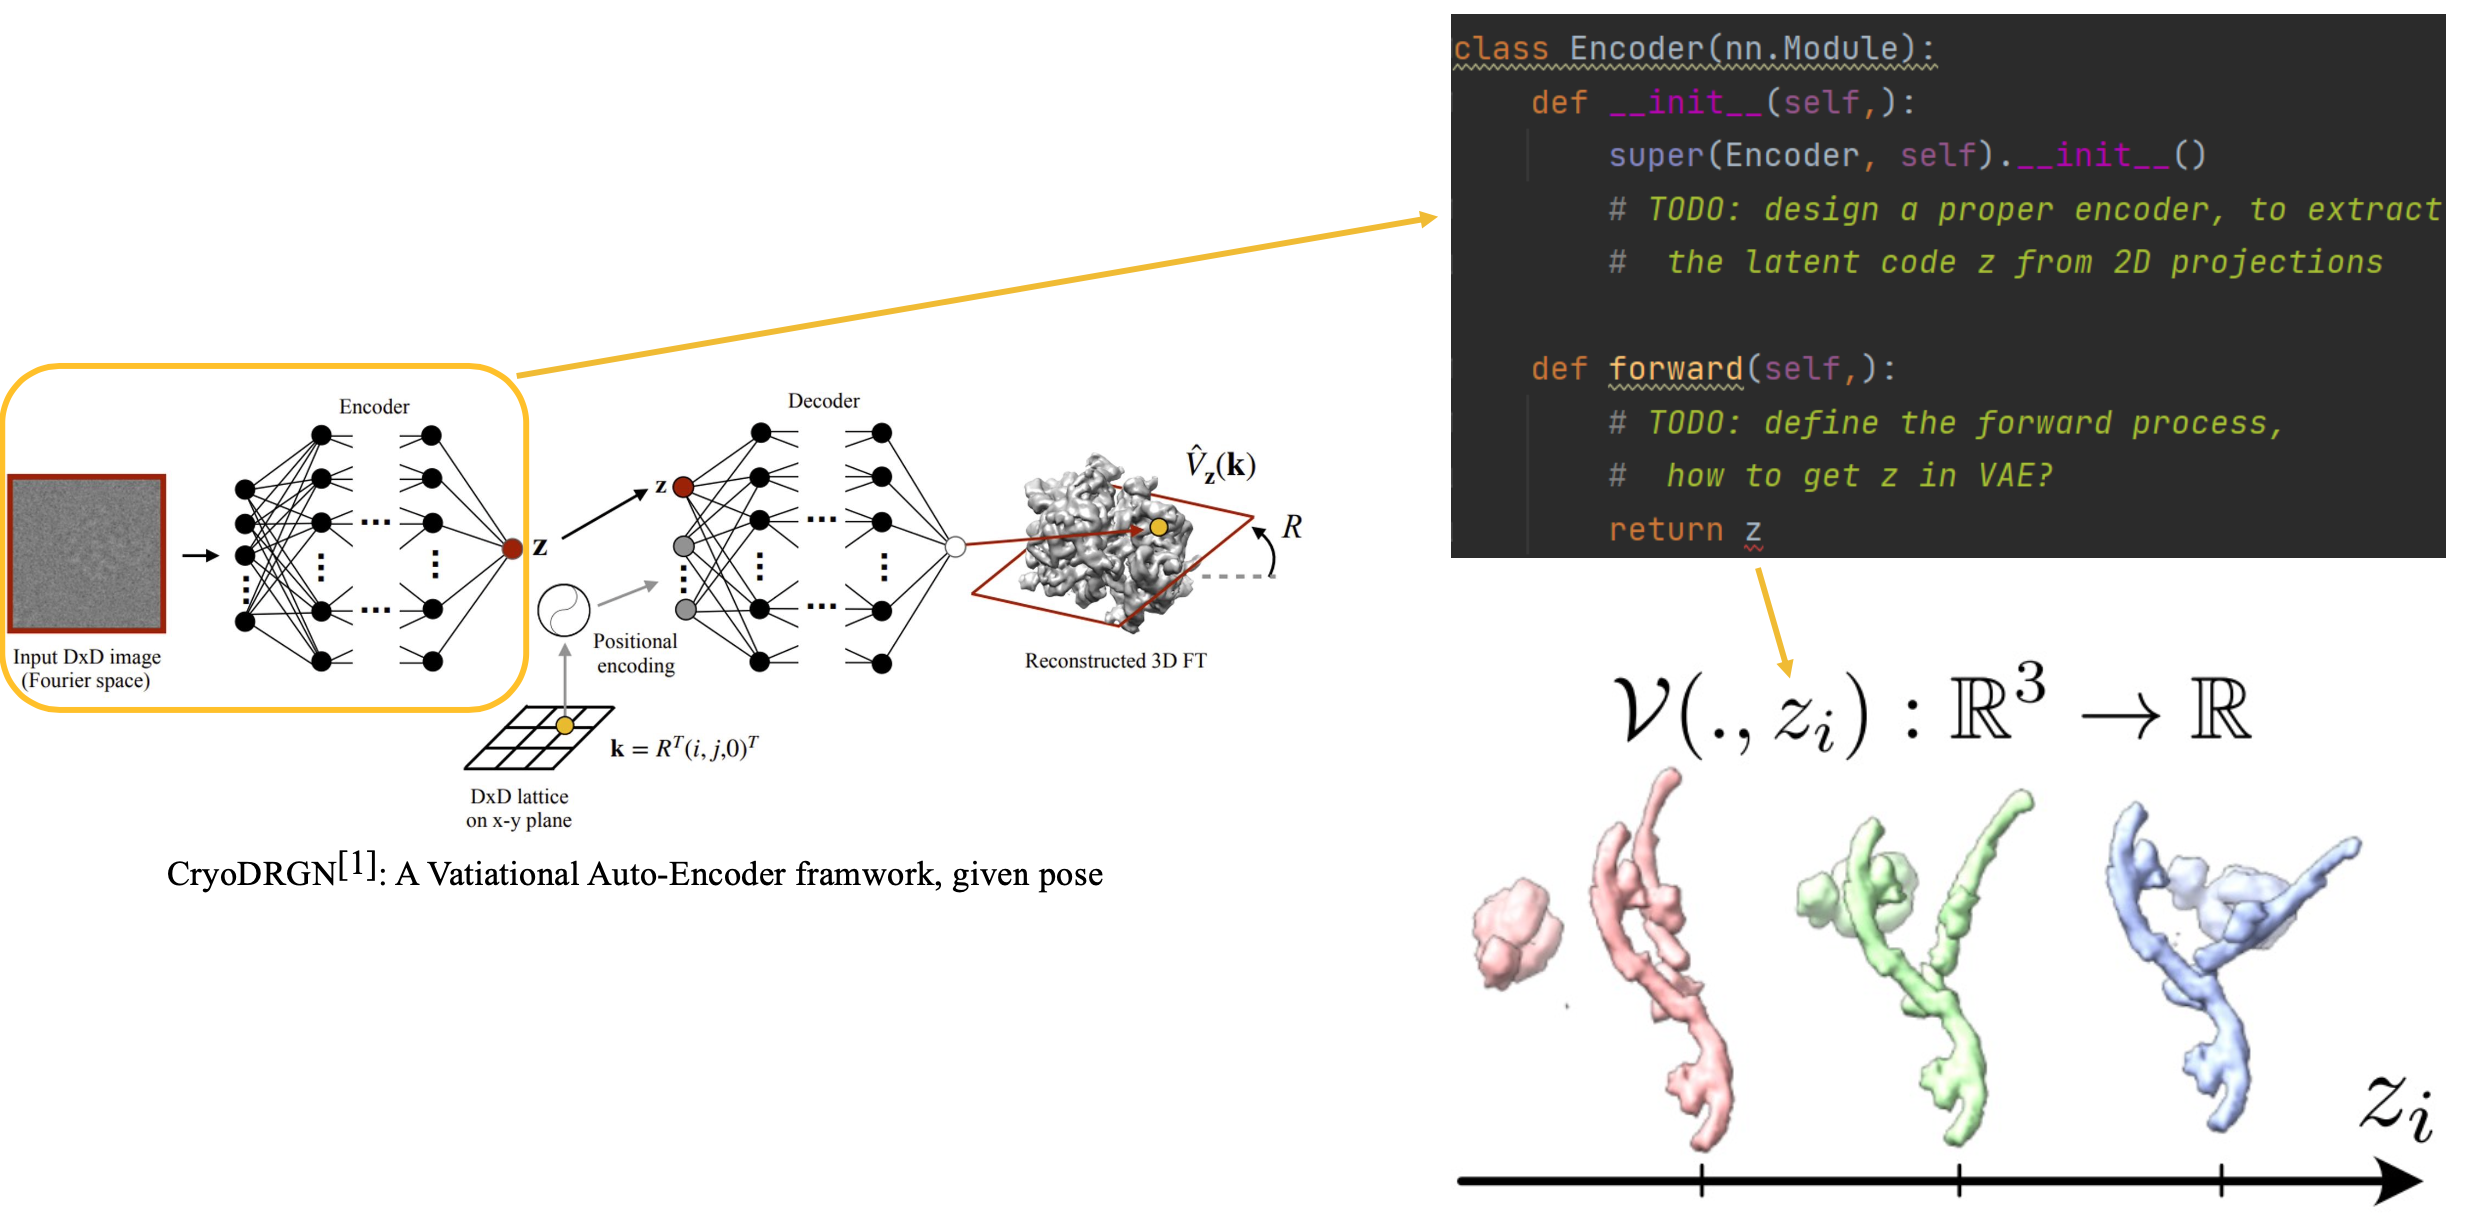 class Encoder(nn.Module):
def __init__(self,):
super(Encoder, self).__init__()
# TODO: design a proper encoder, to extract
#  the latent code z from 2D projections
def forward(self,):
# TODO: define the forward process,
#  how to get z in VAE?
return z
Encoder
Decoder
z
z
V̂z(k)
R
Input DxD image
(Fourier space)
Positional
encoding
Reconstructed 3D FT
k = Rᵀ(i, j,0)ᵀ
DxD lattice
on x-y plane
CryoDRGN[1]: A Vatiational Auto-Encoder framwork, given pose
𝒱(., zᵢ) : ℝ³ → ℝ
zᵢ